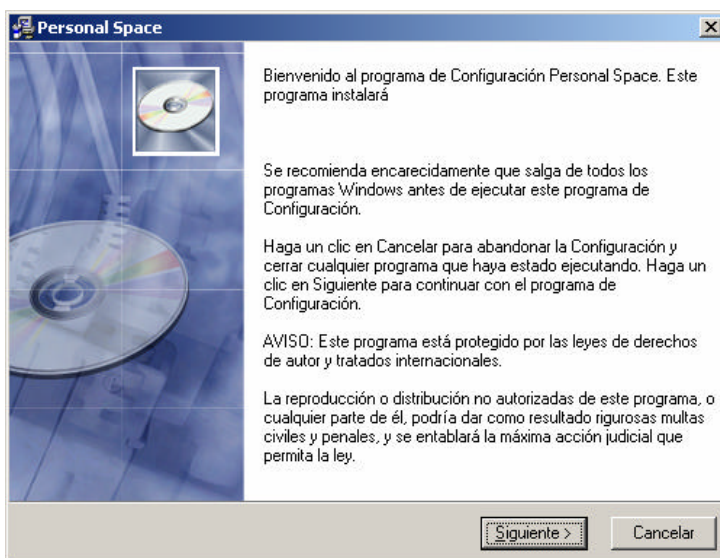 Personal Space
Bienvenido al programa de Configuración Personal Space. Este
programa instalará
Se recomienda encarecidamente que salga de todos los
programas Windows antes de ejecutar este programa de
Configuración.
Haga un clic en Cancelar para abandonar la Configuración y
cerrar cualquier programa que haya estado ejecutando. Haga un
clic en Siguiente para continuar con el programa de
Configuración.
AVISO: Este programa está protegido por las leyes de derechos
de autor y tratados internacionales.
La reproducción o distribución no autorizadas de este programa, o
cualquier parte de él, podría dar como resultado rigurosas multas
civiles y penales, y se entablará la máxima acción judicial que
permita la ley.
Siguiente > Cancelar